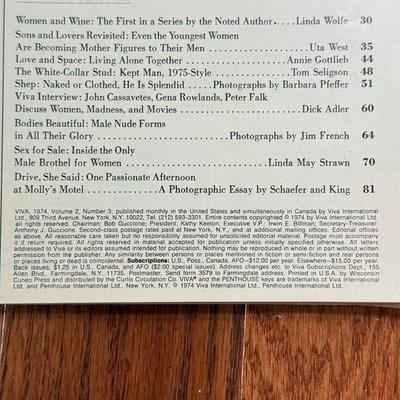 Women and Wine: The First in a Series by the Noted Author.... Linda Wolfe 30
Sons and Lovers Revisited: Even the Youngest Women
Are Becoming Mother Figures to Their Men .......... Uta West 35
Love and Space: Living Alone Together .......... Annie Gottlieb 44
The White-Collar Stud: Kept Man, 1975-Style .......... Tom Seligson 48
Shep: Naked or Clothed, He Is Splendid ..... Photographs by Barbara Pfeffer 51
Viva Interview: John Cassavetes, Gena Rowlands, Peter Falk
Discuss Women, Madness, and Movies .......... Dick Adler 60
Bodies Beautiful: Male Nude Forms
in All Their Glory .......... Photographs by Jim French 64
Sex for Sale: Inside the Only
Male Brothel for Women .......... Linda May Strawn 70
Drive, She Said: One Passionate Afternoon
at Molly's Motel .......... A Photographic Essay by Schaefer and King 81
VIVA, 1974, Volume 2, Number 3; published monthly in the United States and simultaneously in Canada by Viva International
Ltd., 909 Third Avenue, New York, N.Y. 10022, Tel. (212) 593-3301. Entire contents copyrighted © 1974 by Viva International
Ltd., all rights reserved. Chairman: Bob Guccione; President: Kathy Keeton; Executive V.P.: Irwin E. Billman; Secretary-Treasurer:
Anthony J. Guccione. Second-class postage rates paid at New York, N.Y., and at additional mailing offices. Editorial offices
as above. All reasonable care taken but no responsibility assumed for unsolicited editorial material. Postage must accompany
it if return required. All rights reserved in material accepted for publication unless initially specified otherwise. All letters
addressed to Viva or its editors assumed intended for publication. Nothing may be reproduced in whole or in part without written
permission from the publisher. Any similarity between persons or places mentioned in fiction or semi-fiction and real persons
or places living or dead is coincidental. Subscriptions: U.S., Poss., Canada, AFO—$12.00 per year. Elsewhere—$15.00 per year.
Back issues, $1.25 in U.S., Canada, and AFO ($2.00 special issues). Address changes etc. to Viva Subscriptions Dept., 155
Allen Blvd., Farmingdale, N.Y. 11735. Postmaster: Send form 3579 to Farmingdale address. Printed in U.S.A. by Wisconsin
Cuneo Press and distributed by the Curtis Circulation Co. VIVA® and the PENTHOUSE keys are trademarks of Viva International
Ltd., and Penthouse International Ltd., New York, N.Y. © 1974 Viva International Ltd.